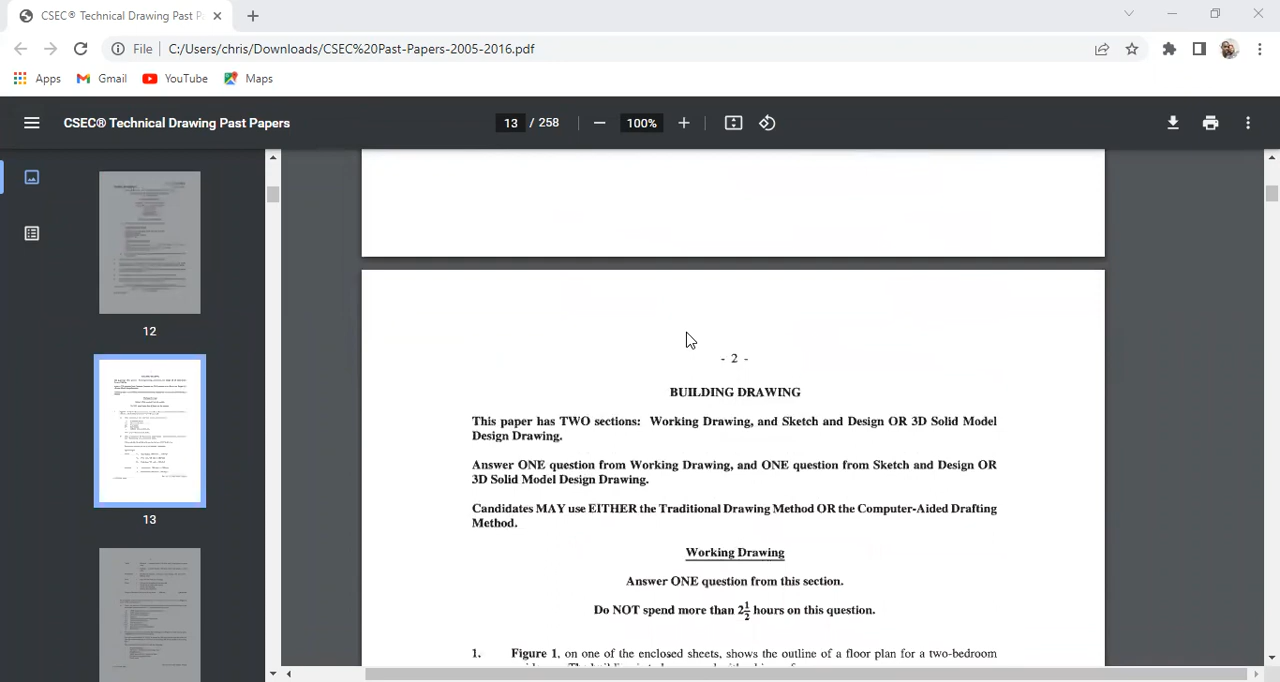 CSEC® Technical Drawing Past P
File
C:/Users/chris/Downloads/CSEC%20Past-Papers-2005-2016.pdf
Apps
Gmail
YouTube
Maps
CSEC® Technical Drawing Past Papers
13 / 258
100%
12
13
- 2 -
BUILDING DRAWING
This paper has TWO sections: Working Drawing, and Sketch and Design OR 3D Solid Model
Design Drawing.
Answer ONE question from Working Drawing, and ONE question from Sketch and Design OR
3D Solid Model Design Drawing.
Candidates MAY use EITHER the Traditional Drawing Method OR the Computer-Aided Drafting
Method.
Working Drawing
Answer ONE question from this section.
Do NOT spend more than 2½ hours on this question.
1. Figure 1, on one of the enclosed sheets, shows the outline of a floor plan for a two-bedroom